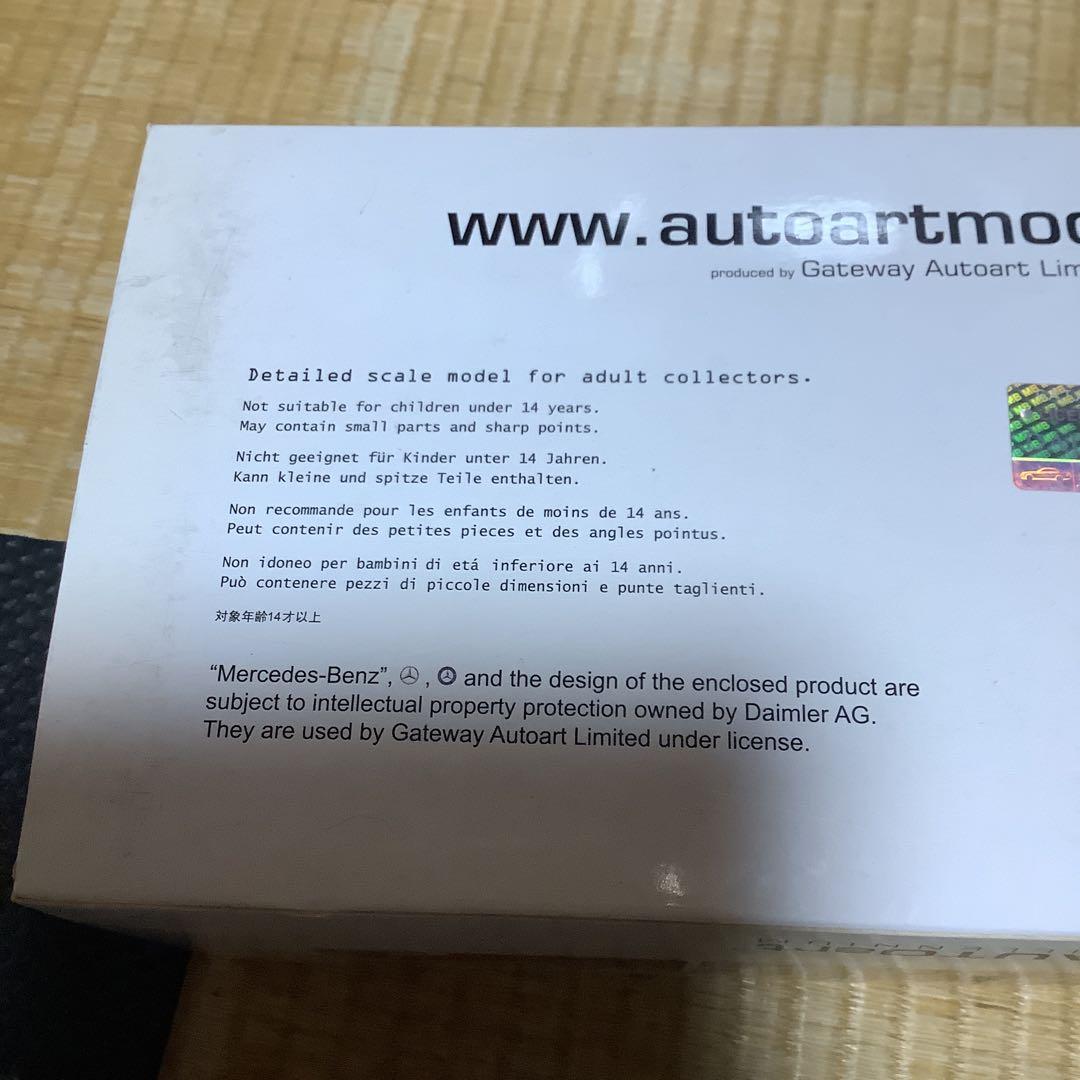 www.autoartmod
produced by Gateway Autoart Lim
Detailed scale model for adult collectors.
Not suitable for children under 14 years.
May contain small parts and sharp points.
Nicht geeignet für Kinder unter 14 Jahren.
Kann kleine und spitze Teile enthalten.
Non recommande pour les enfants de moins de 14 ans.
Peut contenir des petites pieces et des angles pointus.
Non idoneo per bambini di etá inferiore ai 14 anni.
Può contenere pezzi di piccole dimensioni e punte taglienti.
対象年齢14才以上
“Mercedes-Benz”, , and the design of the enclosed product are
subject to intellectual property protection owned by Daimler AG.
They are used by Gateway Autoart Limited under license.